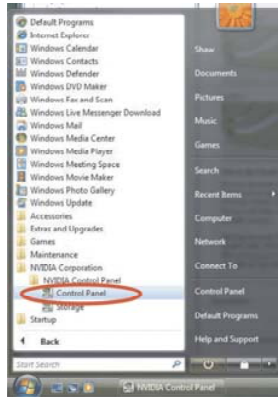 Default Programs
Internet Explorer
Windows Calendar
Windows Contacts
Windows Defender
Windows DVD Maker
Windows Fax and Scan
Windows Live Messenger Download
Windows Mail
Windows Media Center
Windows Media Player
Windows Meeting Space
Windows Movie Maker
Windows Photo Gallery
Windows Update
Accessories
Extras and Upgrades
Games
Maintenance
NVIDIA Corporation
NVIDIA Control Panel
Control Panel
Storage
Startup
Back
Start Search
Shaw
Documents
Pictures
Music
Games
Search
Recent Items
Computer
Network
Connect To
Control Panel
Default Programs
Help and Support
NVIDIA Control Panel